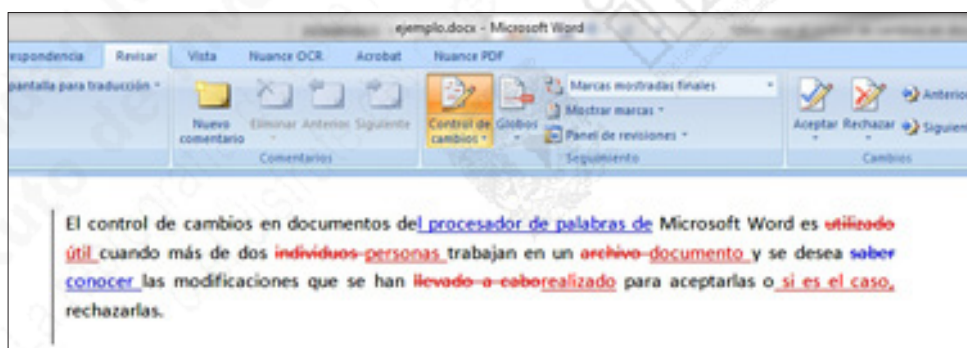 ejemplo.docx - Microsoft Word
espondencia Revisar Vista Nuance OCR Acrobat Nuance PDF
pantalla para traducción
Nuevo comentario
Eliminar Anterior Siguiente
Control de cambios
Globos
Marcas mostradas finales
Mostrar marcas
Panel de revisiones
Aceptar Rechazar
Anterio
Siguien
Comentarios Seguimiento Cambios
El control de cambios en documentos del procesador de palabras de Microsoft Word es utilizado
útil cuando más de dos individuos personas trabajan en un archivo documento y se desea saber
conocer las modificaciones que se han llevado a caborealizado para aceptarlas o si es el caso,
rechazarlas.